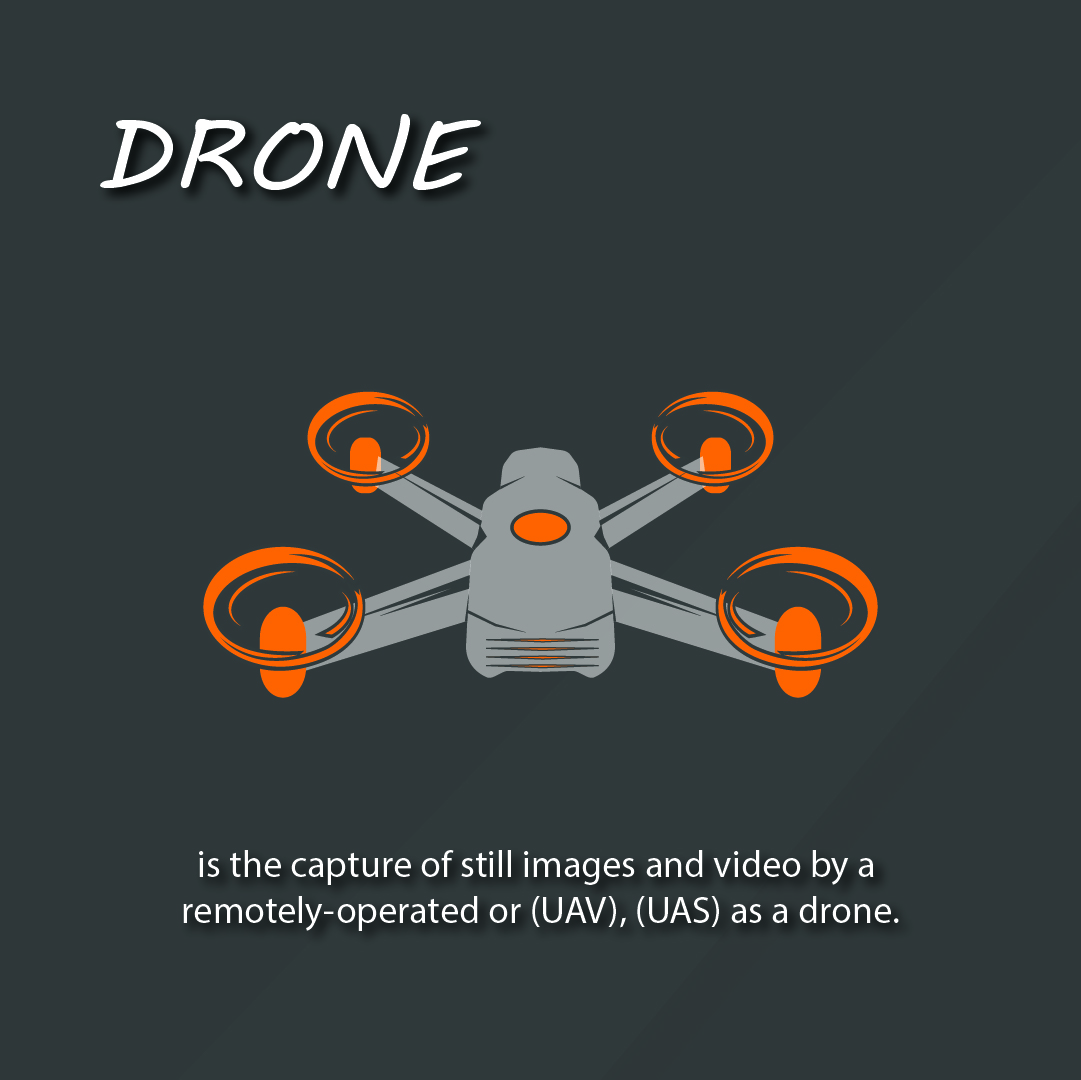 DRONE
is the capture of still images and video by a
remotely-operated or (UAV), (UAS) as a drone.